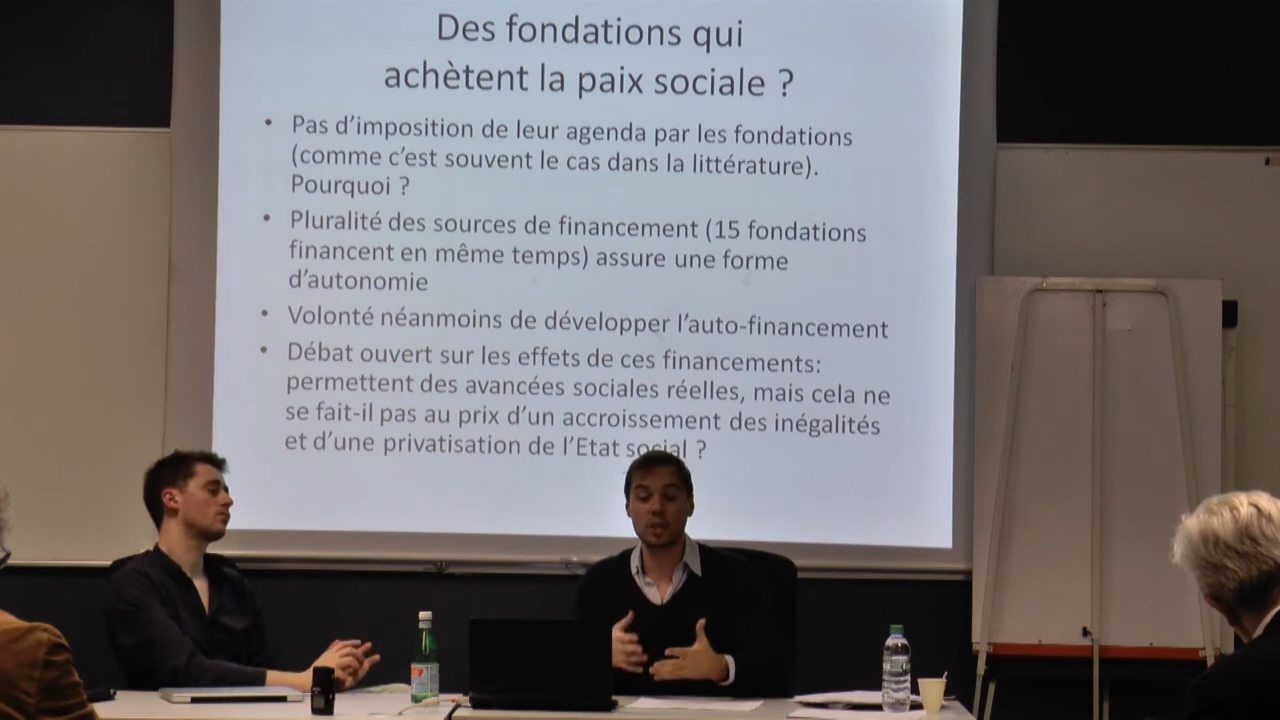 Des fondations qui
achètent la paix sociale ?
• Pas d’imposition de leur agenda par les fondations
(comme c’est souvent le cas dans la littérature).
Pourquoi ?
• Pluralité des sources de financement (15 fondations
financent en même temps) assure une forme
d’autonomie
• Volonté néanmoins de développer l’auto-financement
• Débat ouvert sur les effets de ces financements:
permettent des avancées sociales réelles, mais cela ne
se fait-il pas au prix d’un accroissement des inégalités
et d’une privatisation de l’Etat social ?